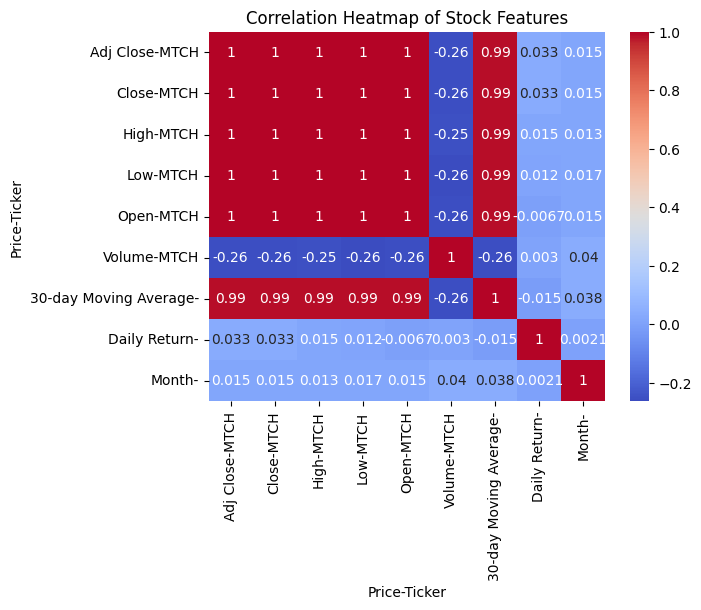 Correlation Heatmap of Stock Features
Price-Ticker
Adj Close-MTCH 1 1 1 1 1 -0.26 0.99 0.033 0.015
Close-MTCH 1 1 1 1 1 -0.26 0.99 0.033 0.015
High-MTCH 1 1 1 1 1 -0.25 0.99 0.015 0.013
Low-MTCH 1 1 1 1 1 -0.26 0.99 0.012 0.017
Open-MTCH 1 1 1 1 1 -0.26 0.99 -0.0067 0.015
Volume-MTCH -0.26 -0.26 -0.25 -0.26 -0.26 1 -0.26 0.003 0.04
30-day Moving Average- 0.99 0.99 0.99 0.99 0.99 -0.26 1 -0.015 0.038
Daily Return- 0.033 0.033 0.015 0.012 -0.0067 0.003 -0.015 1 0.0021
Month- 0.015 0.015 0.013 0.017 0.015 0.04 0.038 0.0021 1
Adj Close-MTCH
Close-MTCH
High-MTCH
Low-MTCH
Open-MTCH
Volume-MTCH
30-day Moving Average-
Daily Return-
Month-
Price-Ticker
1.0
0.8
0.6
0.4
0.2
0.0
−0.2